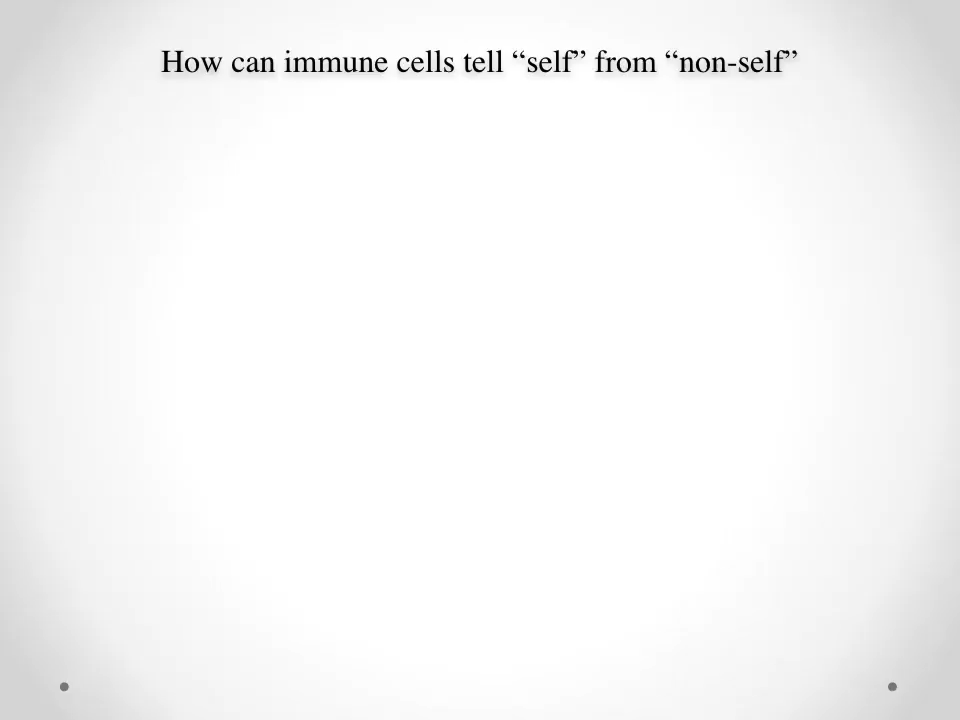 How can immune cells tell “self” from “non-self”